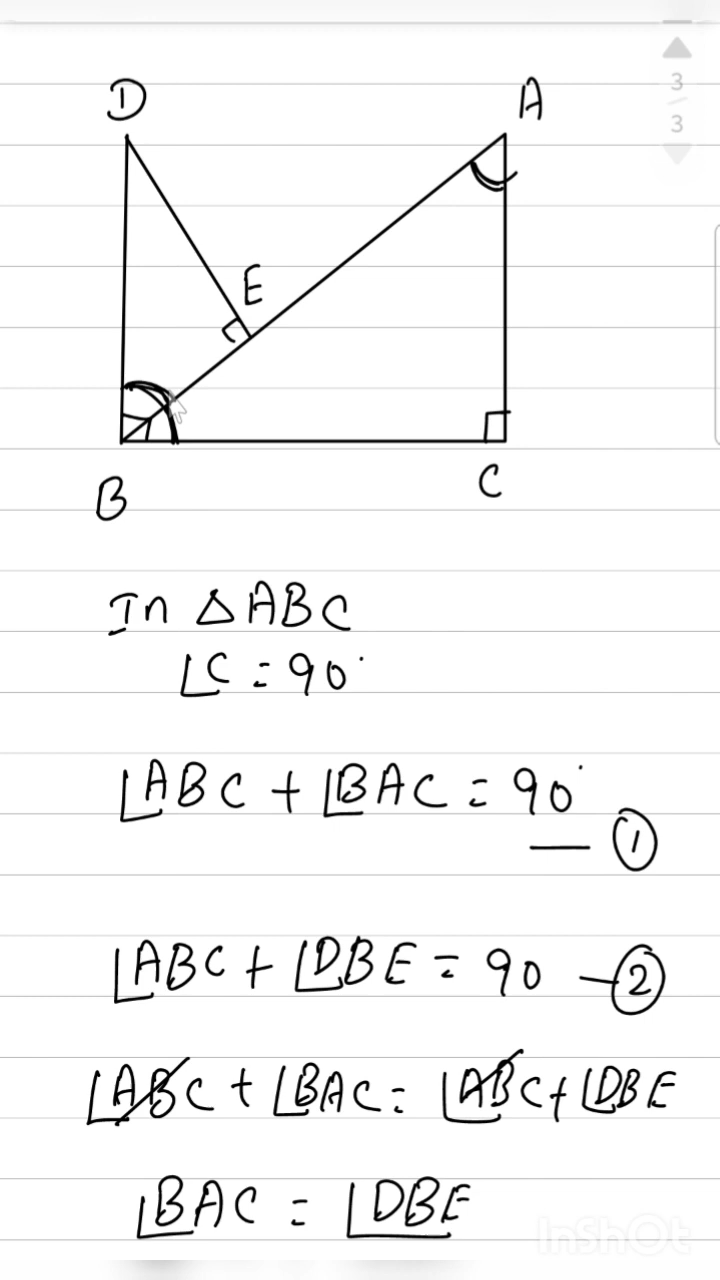 D
A
3
3
E
B
C
In △ABC
∠C = 90°
∠ABC + ∠BAC = 90°
— ①
∠ABC + ∠DBE = 90 — ②
∠ABC + ∠BAC = ∠ABC + ∠DBE
∠BAC = ∠DBE
InShOt